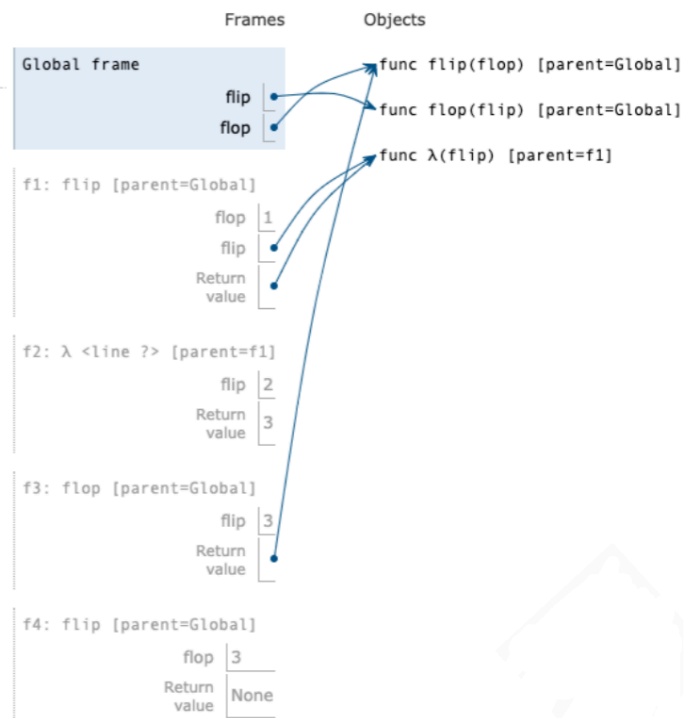 Frames Objects
Global frame
func flip(flop) [parent=Global]
flip
func flop(flip) [parent=Global]
flop
func λ(flip) [parent=f1]
f1: flip [parent=Global]
flop 1
flip
Return
value
f2: λ <line ?> [parent=f1]
flip 2
Return
value 3
f3: flop [parent=Global]
flip 3
Return
value
f4: flip [parent=Global]
flop 3
Return
value None